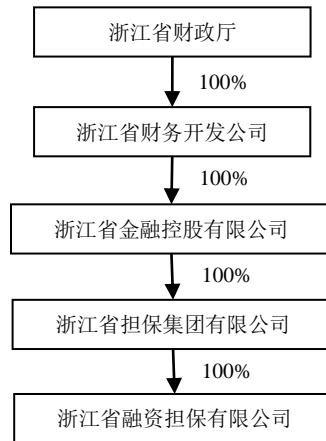 浙江省财政厅
100%
浙江省财务开发公司
100%
浙江省金融控股有限公司
100%
浙江省担保集团有限公司
100%
浙江省融资担保有限公司